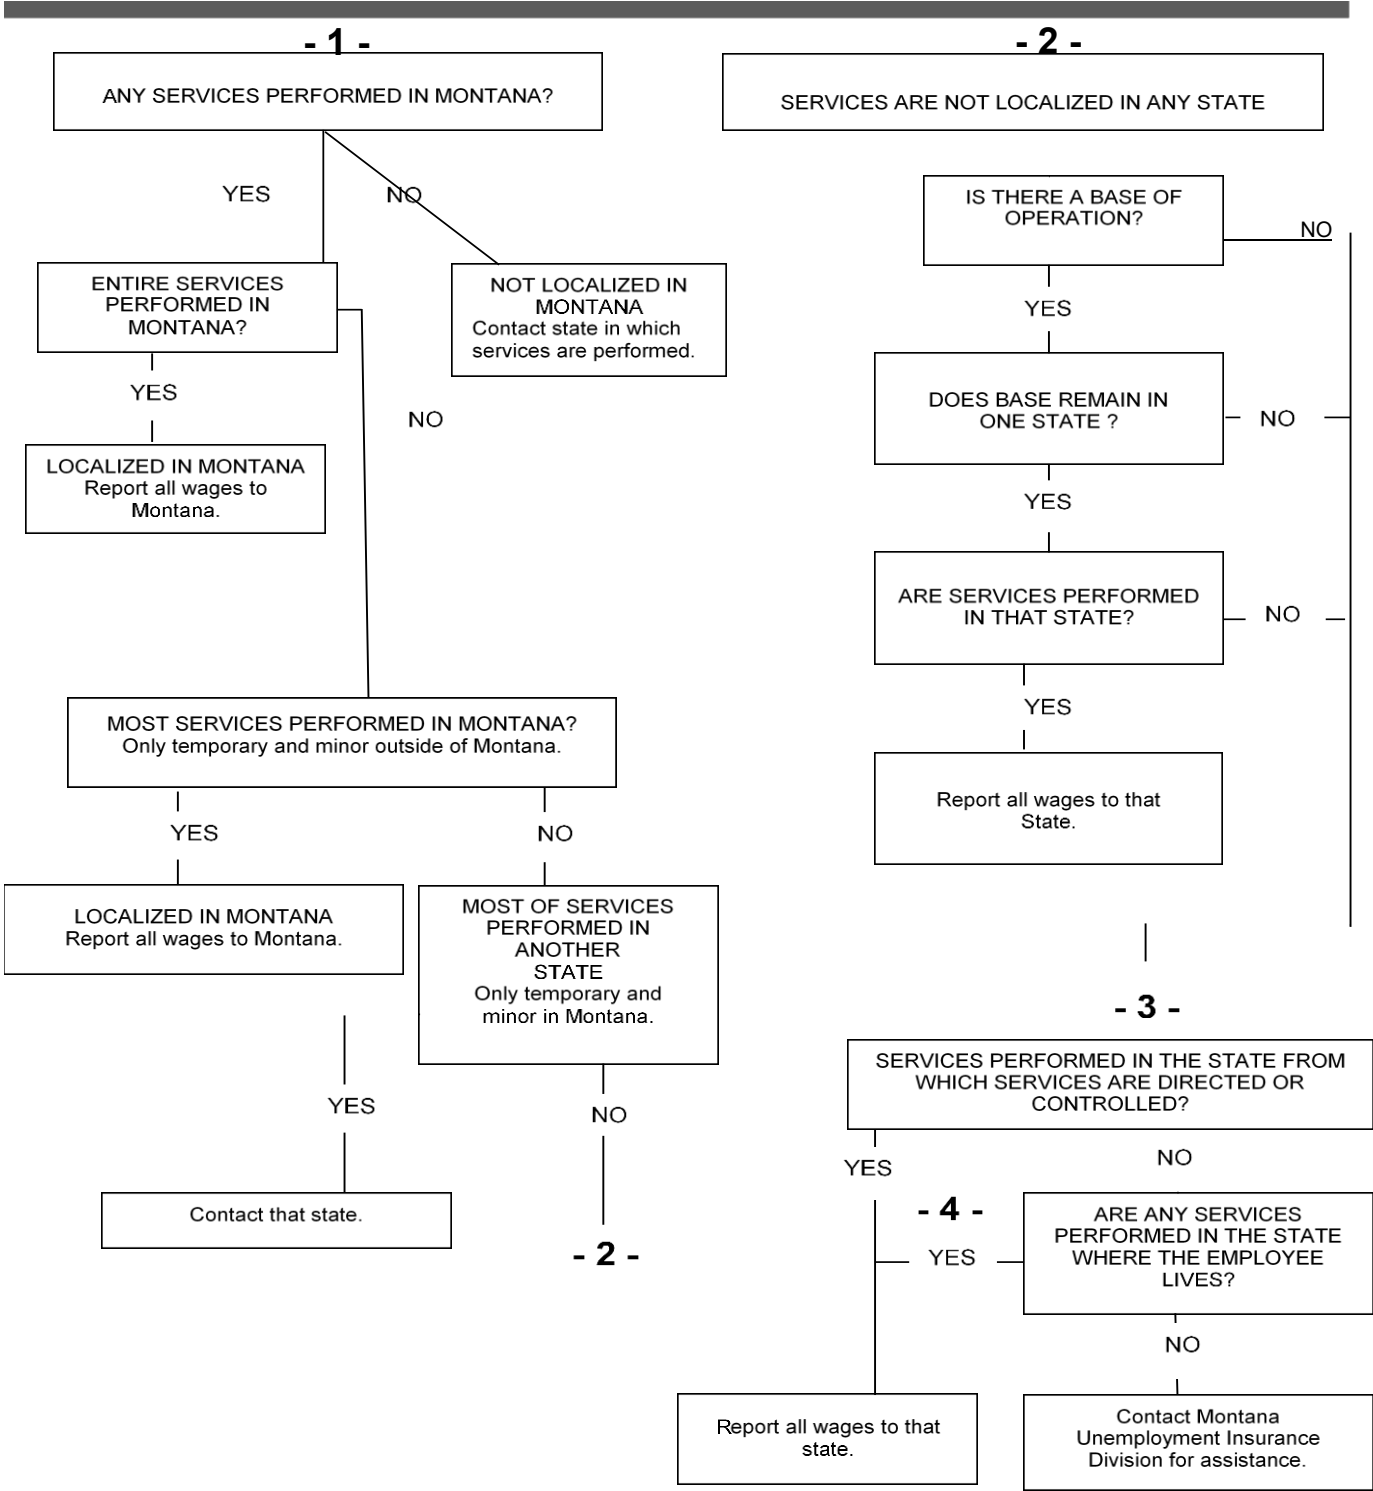 - 1 -
ANY SERVICES PERFORMED IN MONTANA?
YES
NO
ENTIRE SERVICES
PERFORMED IN
MONTANA?
NOT LOCALIZED IN
MONTANA
Contact state in which
services are performed.
YES
NO
LOCALIZED IN MONTANA
Report all wages to
Montana.
MOST SERVICES PERFORMED IN MONTANA?
Only temporary and minor outside of Montana.
YES
NO
LOCALIZED IN MONTANA
Report all wages to Montana.
MOST OF SERVICES
PERFORMED IN
ANOTHER
STATE
Only temporary and
minor in Montana.
YES
NO
Contact that state.
- 2 -
- 2 -
SERVICES ARE NOT LOCALIZED IN ANY STATE
IS THERE A BASE OF
OPERATION?
NO
YES
DOES BASE REMAIN IN
ONE STATE ?
NO
YES
ARE SERVICES PERFORMED
IN THAT STATE?
NO
YES
Report all wages to that
State.
- 3 -
SERVICES PERFORMED IN THE STATE FROM
WHICH SERVICES ARE DIRECTED OR
CONTROLLED?
YES
NO
- 4 -
ARE ANY SERVICES
PERFORMED IN THE STATE
WHERE THE EMPLOYEE
LIVES?
YES
NO
Report all wages to that
state.
Contact Montana
Unemployment Insurance
Division for assistance.